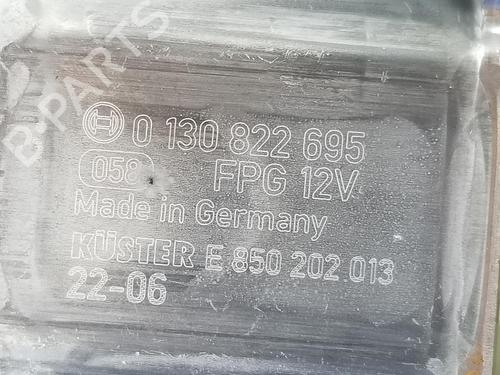 B-PARTS
0 130 822 695
058 FPG 12V
Made in Germany
KÜSTER E 850 202 013
22-06